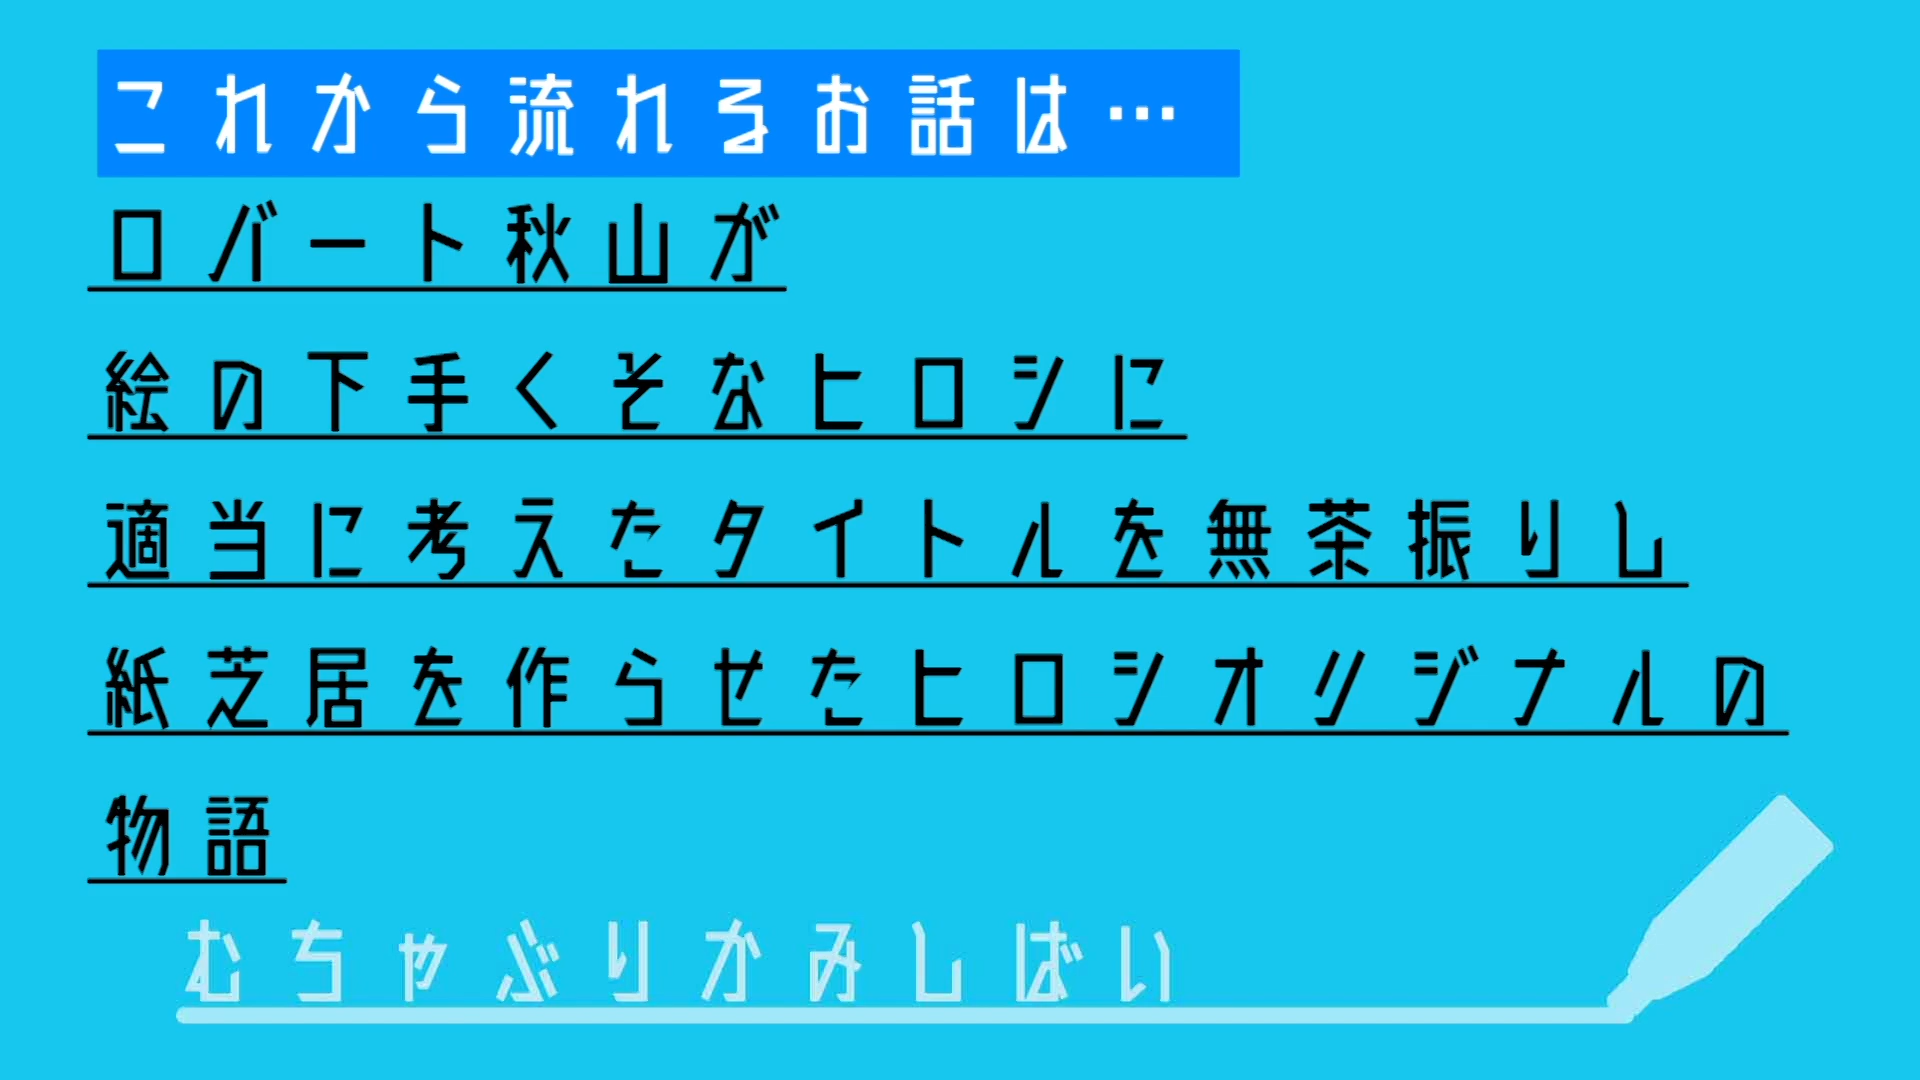 これから流れるお話は…
ロバート秋山が
絵の下手くそなヒロシに
適当に考えたタイトルを無茶振りし
紙芝居を作らせたヒロシオリジナルの
物語
むちゃぶりかみしばい